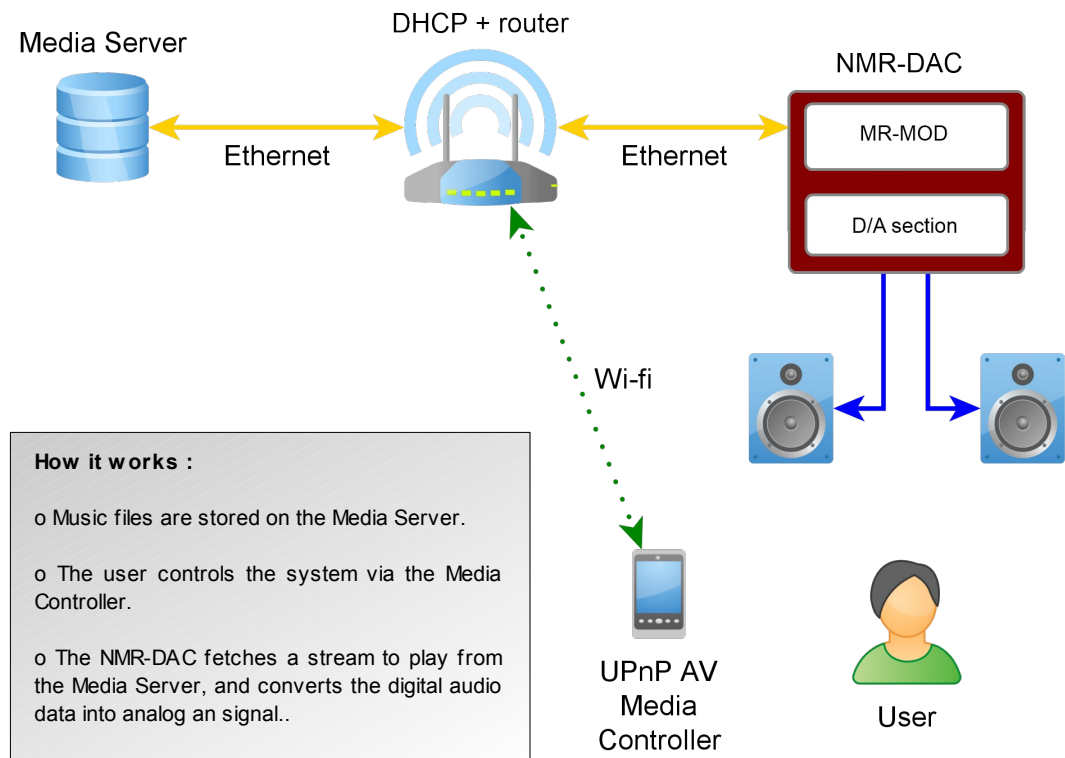 Media Server
DHCP + router
NMR-DAC
MR-MOD
Ethernet
Ethernet
D/A section
Wi-fi
How it works :
o Music files are stored on the Media Server.
o The user controls the system via the Media
Controller.
o The NMR-DAC fetches a stream to play from
the Media Server, and converts the digital audio
data into analog an signal..
UPnP AV
Media
Controller
User